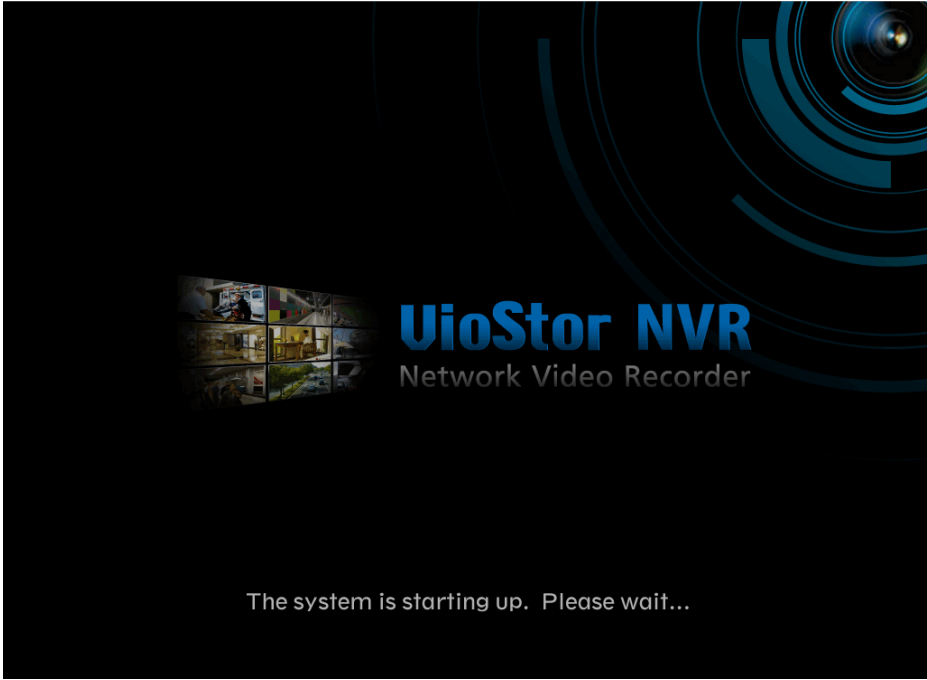 VioStor NVR
Network Video Recorder
The system is starting up. Please wait...